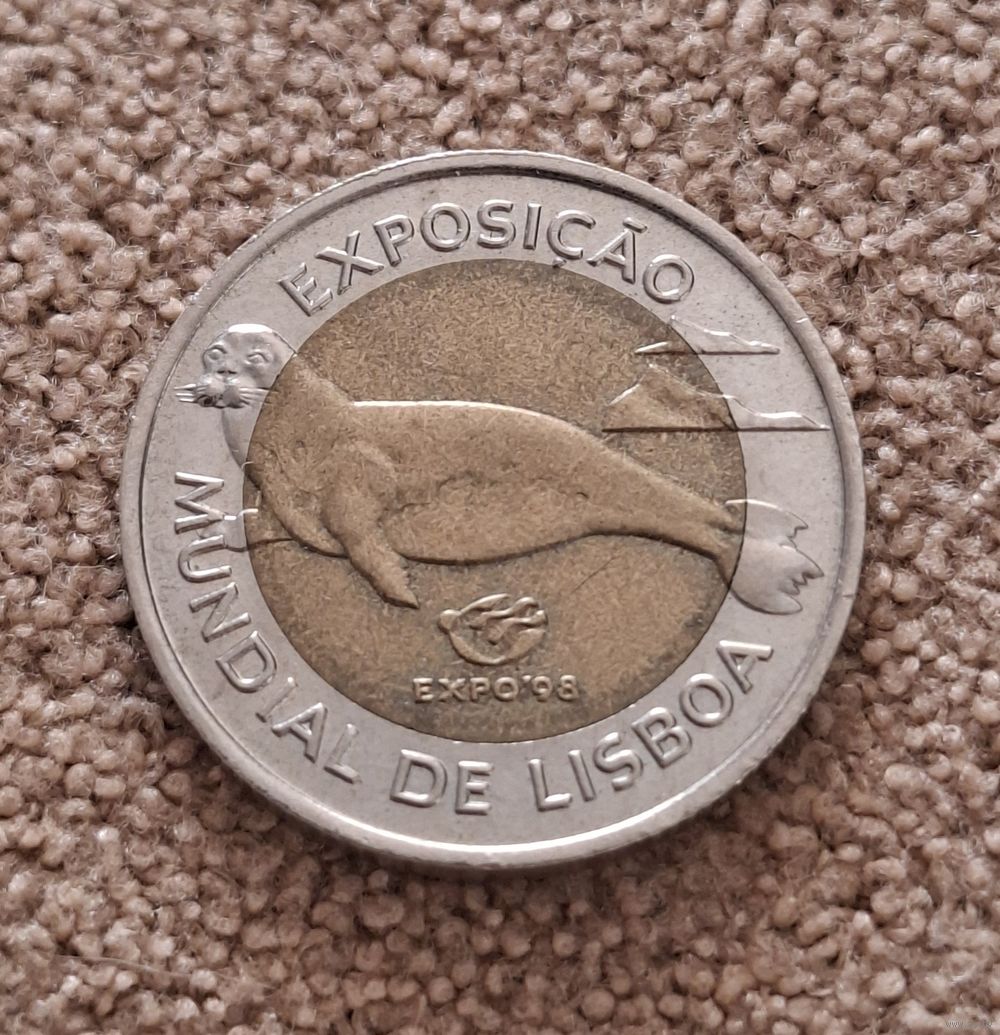 EXPOSIÇÃO
MUNDIAL DE LISBOA
EXPO'98